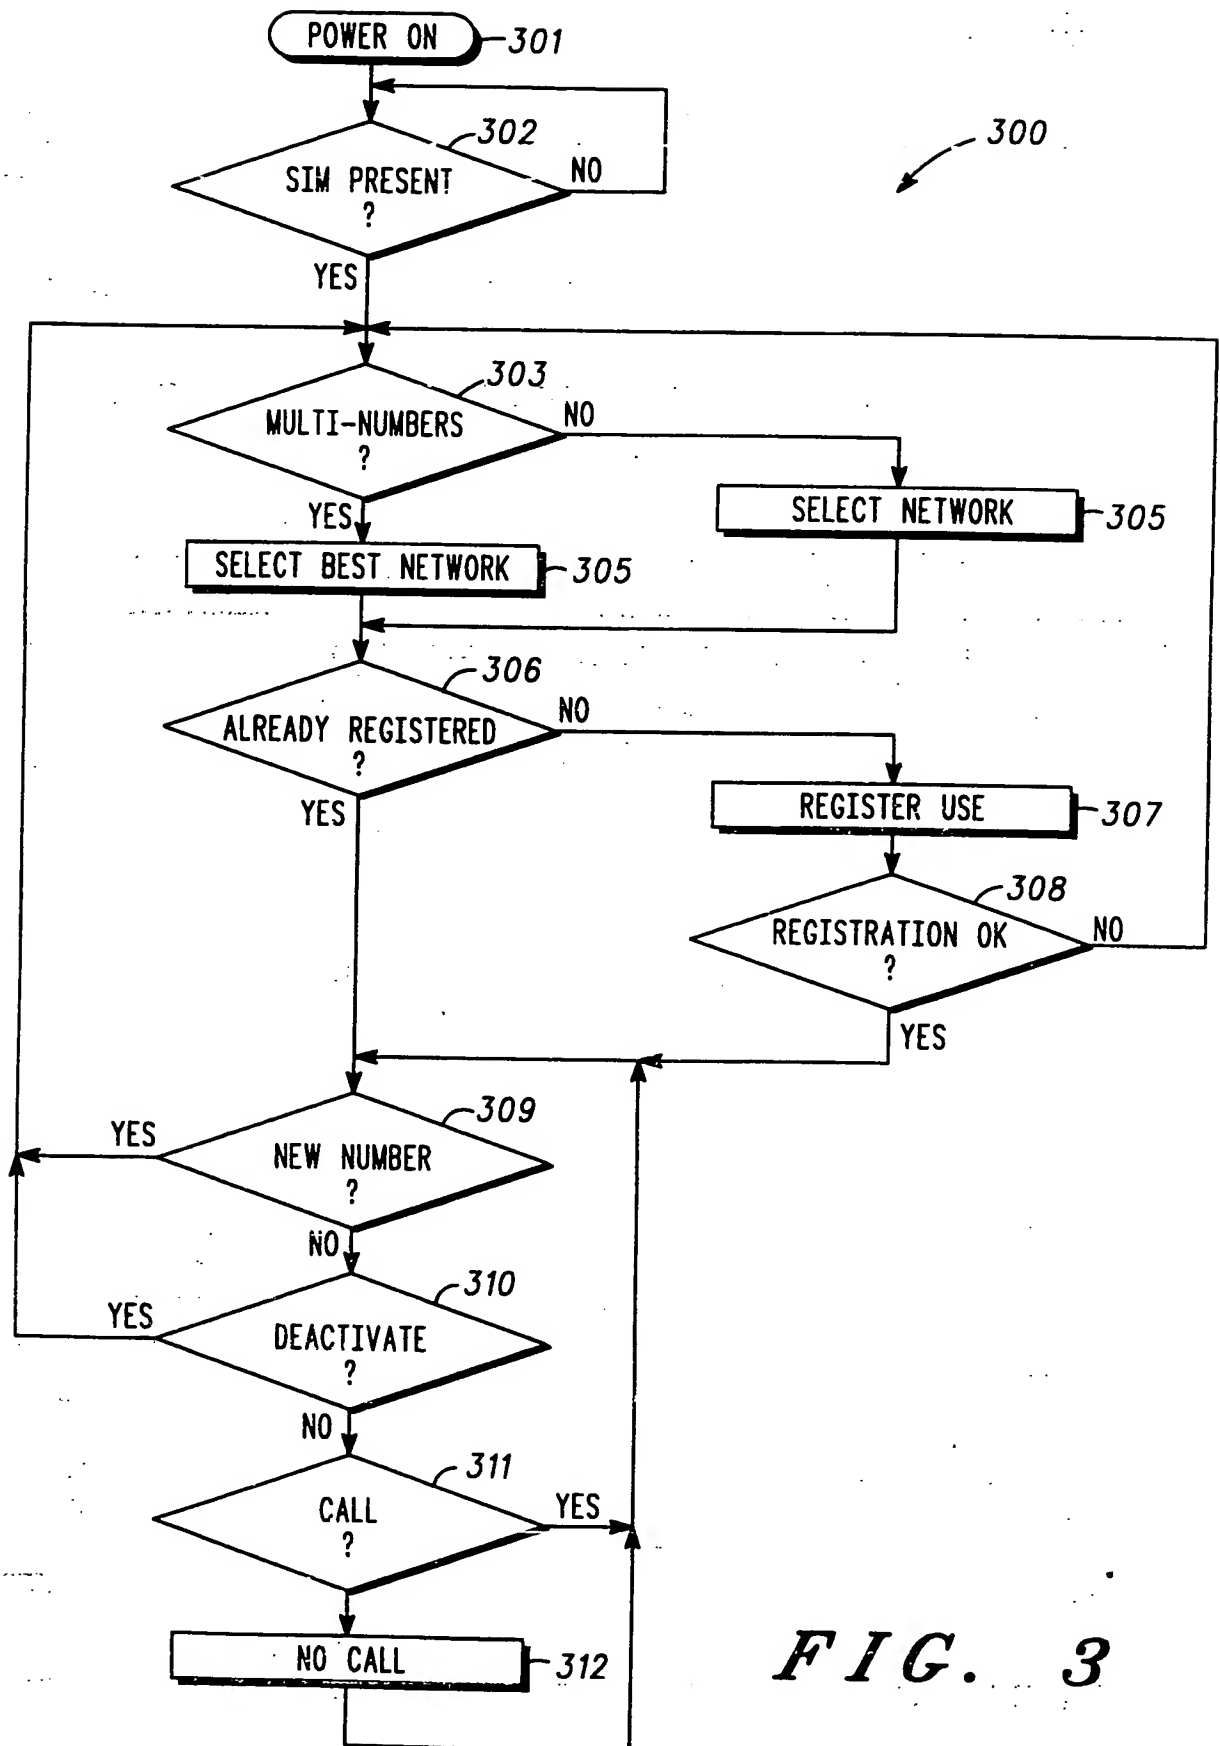 POWER ON 301
302
300
SIM PRESENT
?
NO
YES
303
MULTI-NUMBERS
?
NO
YES
SELECT NETWORK 305
SELECT BEST NETWORK 305
306
ALREADY REGISTERED
?
NO
YES
REGISTER USE 307
308
REGISTRATION OK
?
NO
YES
309
YES
NEW NUMBER
?
NO
310
YES
DEACTIVATE
?
NO
311
CALL
?
YES
NO CALL 312
FIG. 3